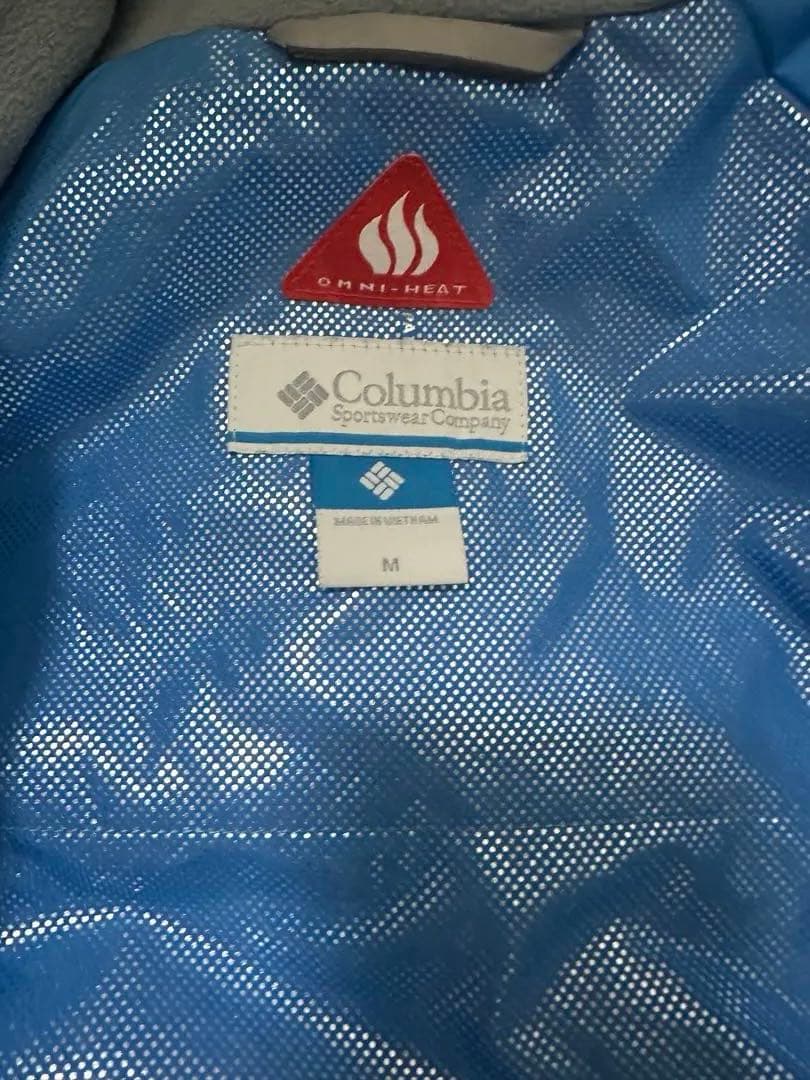 OMNI-HEAT
Columbia
Sportswear Company
MADE IN VIETNAM
M